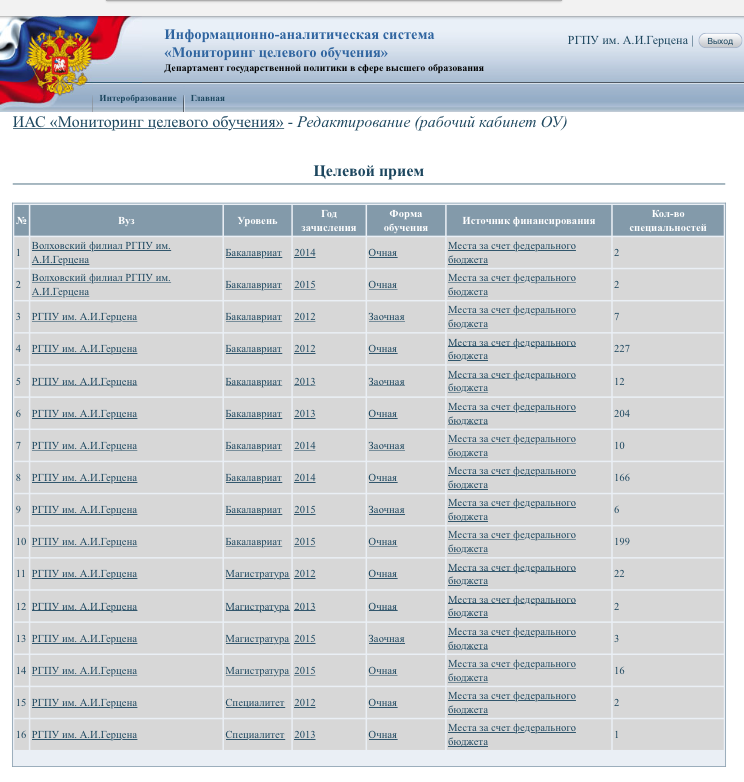 Информационно-аналитическая система
«Мониторинг целевого обучения»
Департамент государственной политики в сфере высшего образования
РГПУ им. А.И.Герцена | Выход
Интеробразование | Главная
ИАС «Мониторинг целевого обучения» - Редактирование (рабочий кабинет ОУ)
Целевой прием
№ Вуз Уровень Год зачисления Форма обучения Источник финансирования Кол-во специальностей
1 Волховский филиал РГПУ им. А.И.Герцена Бакалавриат 2014 Очная Места за счет федерального бюджета 2
2 Волховский филиал РГПУ им. А.И.Герцена Бакалавриат 2015 Очная Места за счет федерального бюджета 2
3 РГПУ им. А.И.Герцена Бакалавриат 2012 Заочная Места за счет федерального бюджета 7
4 РГПУ им. А.И.Герцена Бакалавриат 2012 Очная Места за счет федерального бюджета 227
5 РГПУ им. А.И.Герцена Бакалавриат 2013 Заочная Места за счет федерального бюджета 12
6 РГПУ им. А.И.Герцена Бакалавриат 2013 Очная Места за счет федерального бюджета 204
7 РГПУ им. А.И.Герцена Бакалавриат 2014 Заочная Места за счет федерального бюджета 10
8 РГПУ им. А.И.Герцена Бакалавриат 2014 Очная Места за счет федерального бюджета 166
9 РГПУ им. А.И.Герцена Бакалавриат 2015 Заочная Места за счет федерального бюджета 6
10 РГПУ им. А.И.Герцена Бакалавриат 2015 Очная Места за счет федерального бюджета 199
11 РГПУ им. А.И.Герцена Магистратура 2012 Очная Места за счет федерального бюджета 22
12 РГПУ им. А.И.Герцена Магистратура 2013 Очная Места за счет федерального бюджета 2
13 РГПУ им. А.И.Герцена Магистратура 2015 Заочная Места за счет федерального бюджета 3
14 РГПУ им. А.И.Герцена Магистратура 2015 Очная Места за счет федерального бюджета 16
15 РГПУ им. А.И.Герцена Специалитет 2012 Очная Места за счет федерального бюджета 2
16 РГПУ им. А.И.Герцена Специалитет 2013 Очная Места за счет федерального бюджета 1